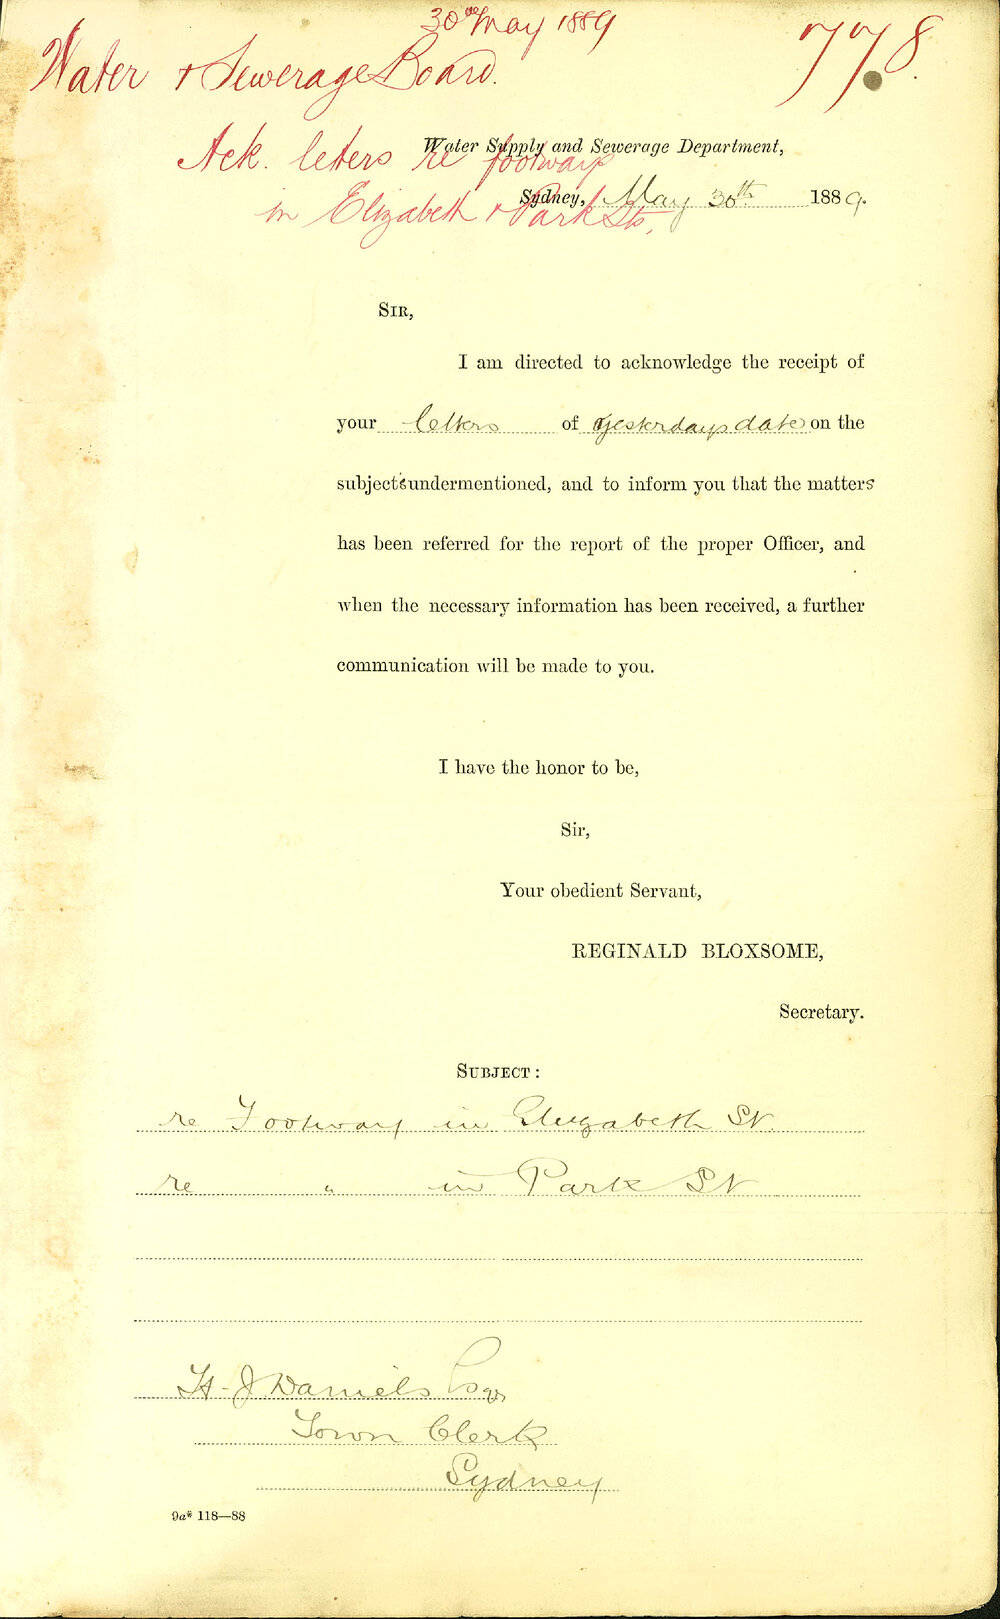 30th May 1889
Water & Sewerage Board.
778
Ack. letters re footways
in Elizabeth & Park Sts.
Water Supply and Sewerage Department,
Sydney, May 30th 1889.
SIR,
I am directed to acknowledge the receipt of
your letters of yesterdays date on the
subjects undermentioned, and to inform you that the matters
has been referred for the report of the proper Officer, and
when the necessary information has been received, a further
communication will be made to you.
I have the honor to be,
Sir,
Your obedient Servant,
REGINALD BLOXSOME,
Secretary.
SUBJECT:
re Footway in Elizabeth St.
re " in Park St
H. J Daniels Esqr
Town Clerk
Sydney
9a* 118—88